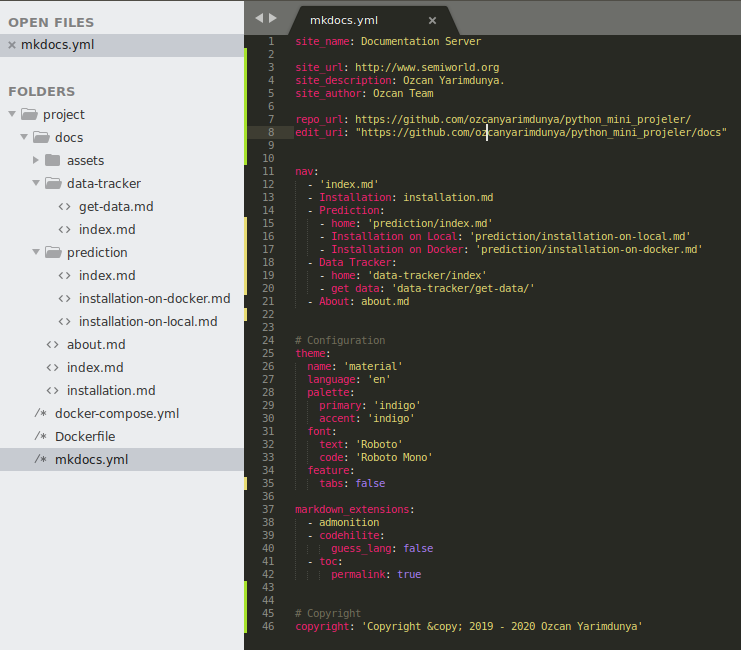 OPEN FILES
× mkdocs.yml
FOLDERS
project
docs
assets
data-tracker
<> get-data.md
<> index.md
prediction
<> index.md
<> installation-on-docker.md
<> installation-on-local.md
<> about.md
<> index.md
<> installation.md
/* docker-compose.yml
/* Dockerfile
/* mkdocs.yml
mkdocs.yml ×
1 site_name: Documentation Server
2
3 site_url: http://www.semiworld.org
4 site_description: Ozcan Yarimdunya.
5 site_author: Ozcan Team
6
7 repo_url: https://github.com/ozcanyarimdunya/python_mini_projeler/
8 edit_uri: "https://github.com/ozcanyarimdunya/python_mini_projeler/docs"
9
10
11 nav:
12 - 'index.md'
13 - Installation: installation.md
14 - Prediction:
15 - home: 'prediction/index.md'
16 - Installation on Local: 'prediction/installation-on-local.md'
17 - Installation on Docker: 'prediction/installation-on-docker.md'
18 - Data Tracker:
19 - home: 'data-tracker/index'
20 - get data: 'data-tracker/get-data/'
21 - About: about.md
22
23
24 # Configuration
25 theme:
26 name: 'material'
27 language: 'en'
28 palette:
29 primary: 'indigo'
30 accent: 'indigo'
31 font:
32 text: 'Roboto'
33 code: 'Roboto Mono'
34 feature:
35 tabs: false
36
37 markdown_extensions:
38 - admonition
39 - codehilite:
40 guess_lang: false
41 - toc:
42 permalink: true
43
44
45 # Copyright
46 copyright: 'Copyright &copy; 2019 - 2020 Ozcan Yarimdunya'